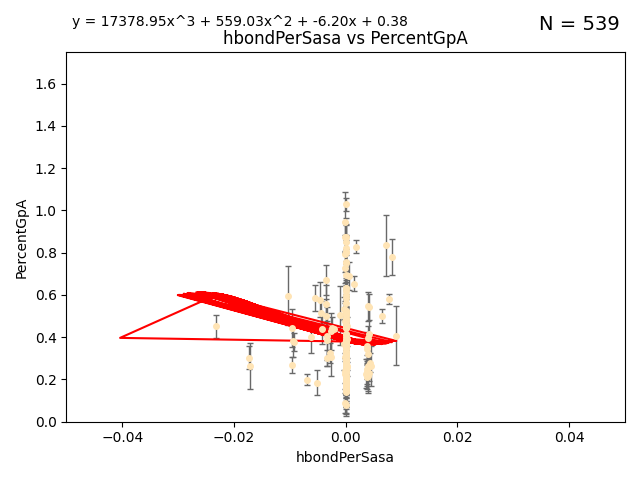 y = 17378.95x^3 + 559.03x^2 + -6.20x + 0.38
N = 539
hbondPerSasa vs PercentGpA
PercentGpA
1.6
1.4
1.2
1.0
0.8
0.6
0.4
0.2
0.0
−0.04
−0.02
0.00
0.02
0.04
hbondPerSasa